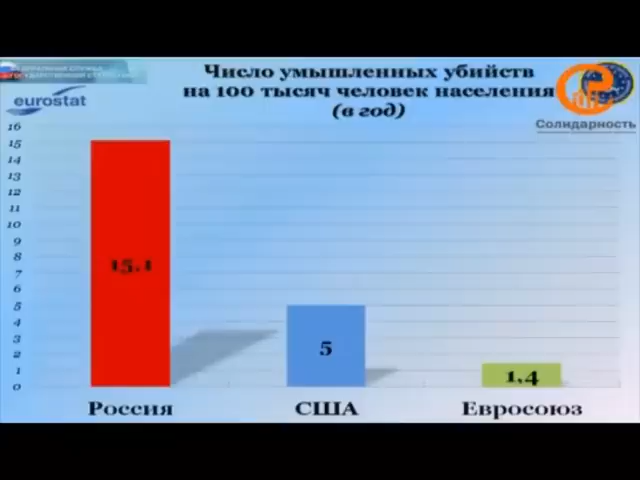 Число умышленных убийств
на 100 тысяч человек населения
(в год)
eurostat
Солидарность
16
15
14
13
12
11
10
9
8
7
6
5
4
3
2
1
0
15,1
5
1,4
Россия
США
Евросоюз